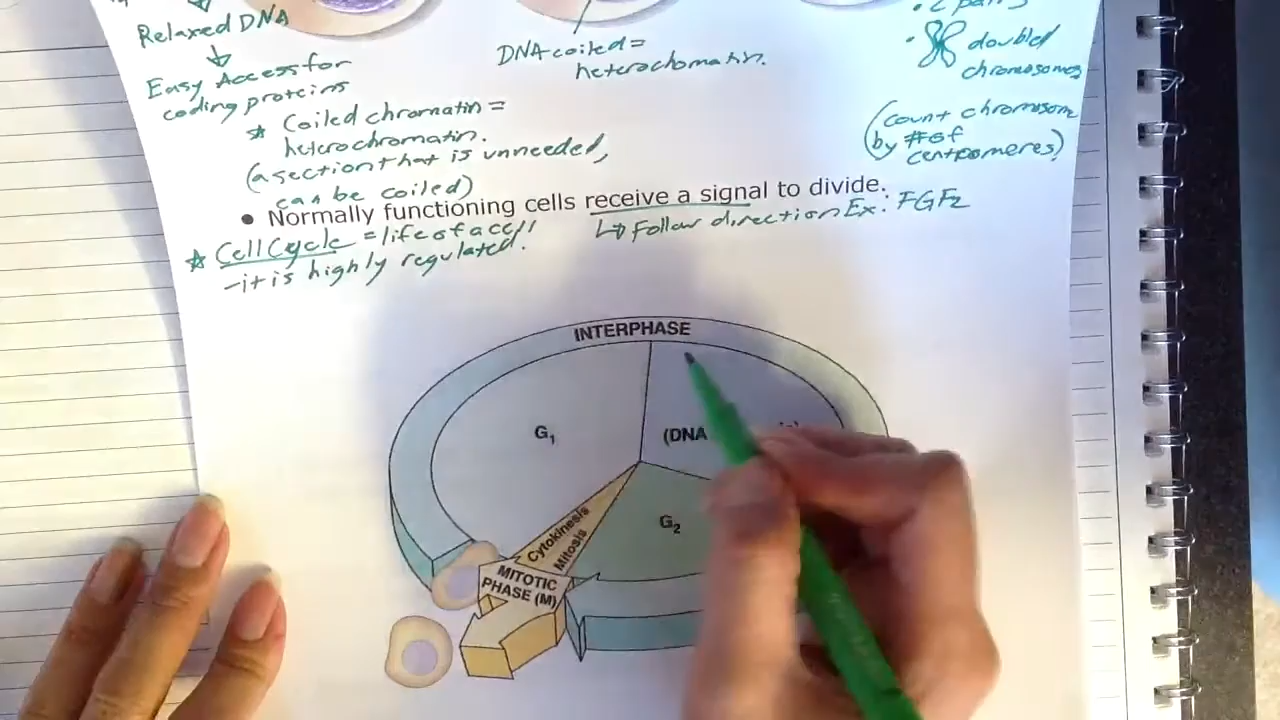 Relaxed DNA
Easy Access for
coding proteins
DNA coiled =
heterochomatin.
• doubled
chromosomes
* Coiled chromatin =
heterochromatin.
(a section that is unneeded,
can be coiled)
(count chromosom
by # of
centromeres)
• Normally functioning cells receive a signal to divide.
↳ Follow direction Ex: FGF2
* Cell Cycle = life of a cell!
- it is highly regulated.
INTERPHASE
G1
(DNA
G2
Cytokinesis
Mitosis
MITOTIC
PHASE (M)